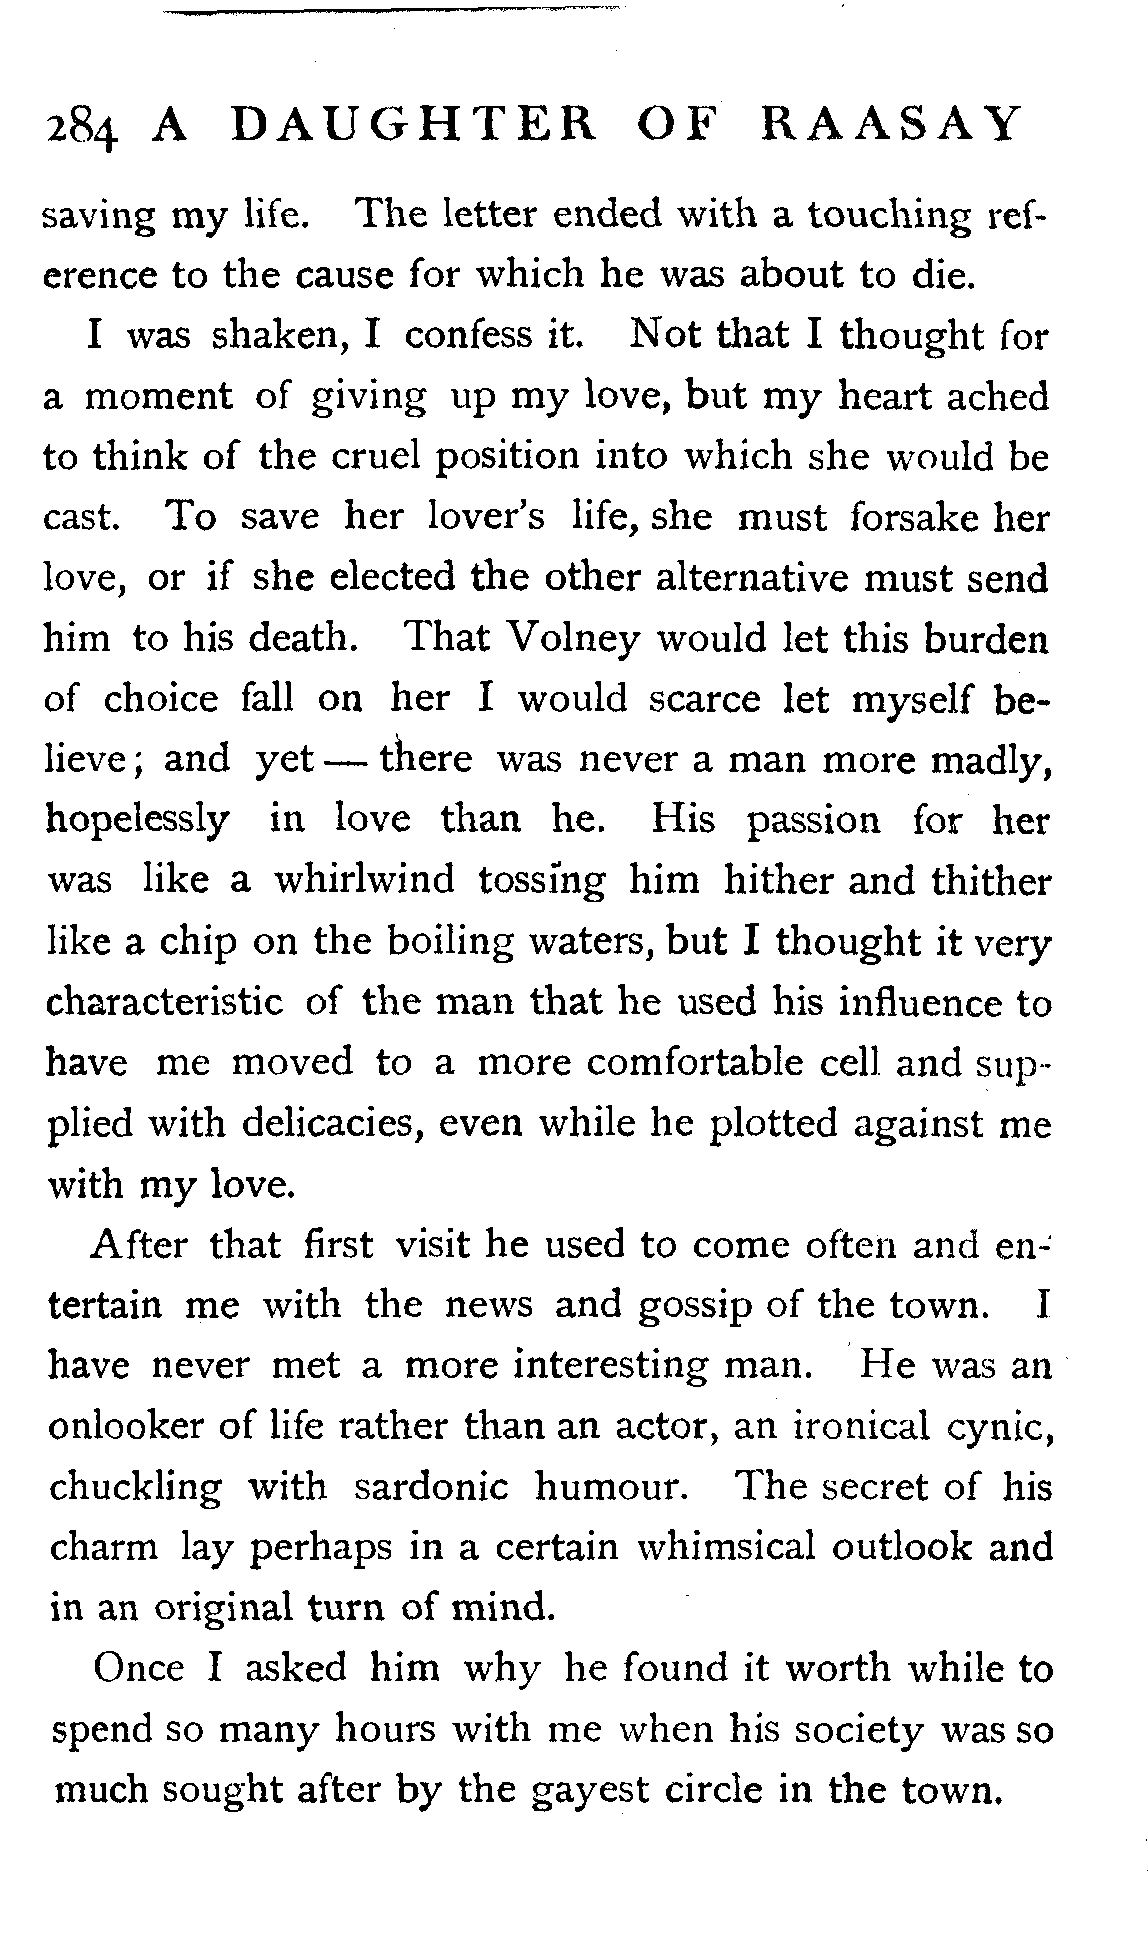 284 A DAUGHTER OF RAASAY
saving my life. The letter ended with a touching ref-
erence to the cause for which he was about to die.
I was shaken, I confess it. Not that I thought for
a moment of giving up my love, but my heart ached
to think of the cruel position into which she would be
cast. To save her lover's life, she must forsake her
love, or if she elected the other alternative must send
him to his death. That Volney would let this burden
of choice fall on her I would scarce let myself be-
lieve; and yet — there was never a man more madly,
hopelessly in love than he. His passion for her
was like a whirlwind tossing him hither and thither
like a chip on the boiling waters, but I thought it very
characteristic of the man that he used his influence to
have me moved to a more comfortable cell and sup-
plied with delicacies, even while he plotted against me
with my love.
After that first visit he used to come often and en-
tertain me with the news and gossip of the town. I
have never met a more interesting man. He was an
onlooker of life rather than an actor, an ironical cynic,
chuckling with sardonic humour. The secret of his
charm lay perhaps in a certain whimsical outlook and
in an original turn of mind.
Once I asked him why he found it worth while to
spend so many hours with me when his society was so
much sought after by the gayest circle in the town.